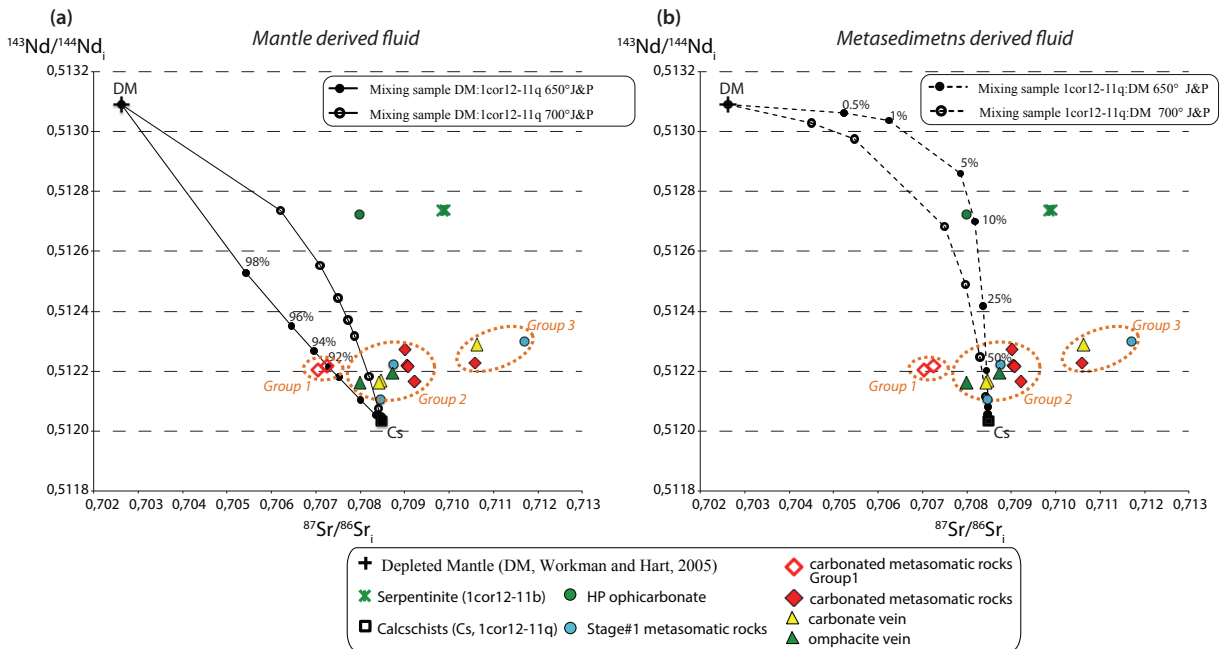 (a)
Mantle derived fluid
143Nd/144Ndi
0,5132
0,5130
0,5128
0,5126
0,5124
0,5122
0,5120
0,5118
DM
Mixing sample DM:1cor12-11q 650°J&P
Mixing sample DM:1cor12-11q 700°J&P
98%
96%
94%
92%
Group 1
Group 2
Group 3
Cs
0,702 0,703 0,704 0,705 0,706 0,707 0,708 0,709 0,710 0,711 0,712 0,713
87Sr/86Sri
(b)
Metasedimetns derived fluid
143Nd/144Ndi
0,5132
0,5130
0,5128
0,5126
0,5124
0,5122
0,5120
0,5118
DM
Mixing sample 1cor12-11q:DM 650° J&P
Mixing sample 1cor12-11q:DM 700° J&P
0.5%
1%
5%
10%
25%
50%
Group 1
Group 2
Group 3
Cs
0,702 0,703 0,704 0,705 0,706 0,707 0,708 0,709 0,710 0,711 0,712 0,713
87Sr/86Sri
Depleted Mantle (DM, Workman and Hart, 2005)
Serpentinite (1cor12-11b)
HP ophicarbonate
Calcschists (Cs, 1cor12-11q)
Stage#1 metasomatic rocks
carbonated metasomatic rocks
Group1
carbonated metasomatic rocks
carbonate vein
omphacite vein